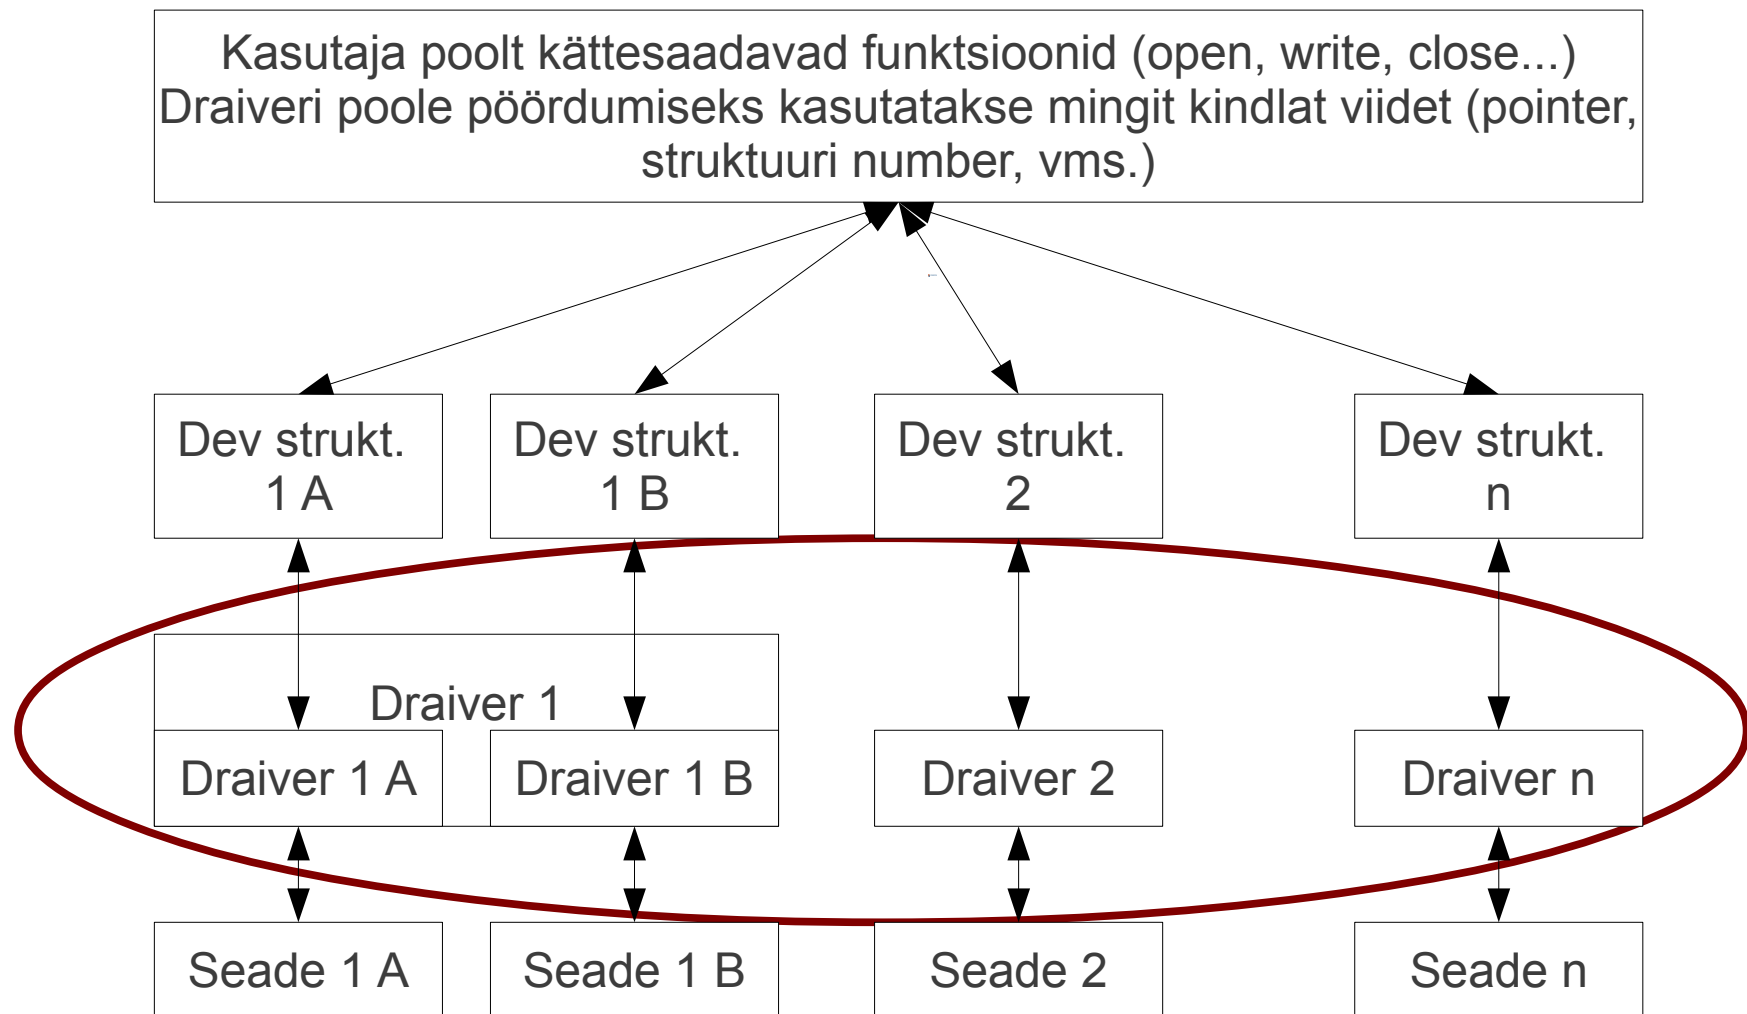 Kasutaja poolt kättesaadavad funktsioonid (open, write, close...)
Draiveri poole pöördumiseks kasutatakse mingit kindlat viidet (pointer,
struktuuri number, vms.)
Dev strukt.
1 A
Dev strukt.
1 B
Dev strukt.
2
Dev strukt.
n
Draiver 1
Draiver 1 A
Draiver 1 B
Draiver 2
Draiver n
Seade 1 A
Seade 1 B
Seade 2
Seade n